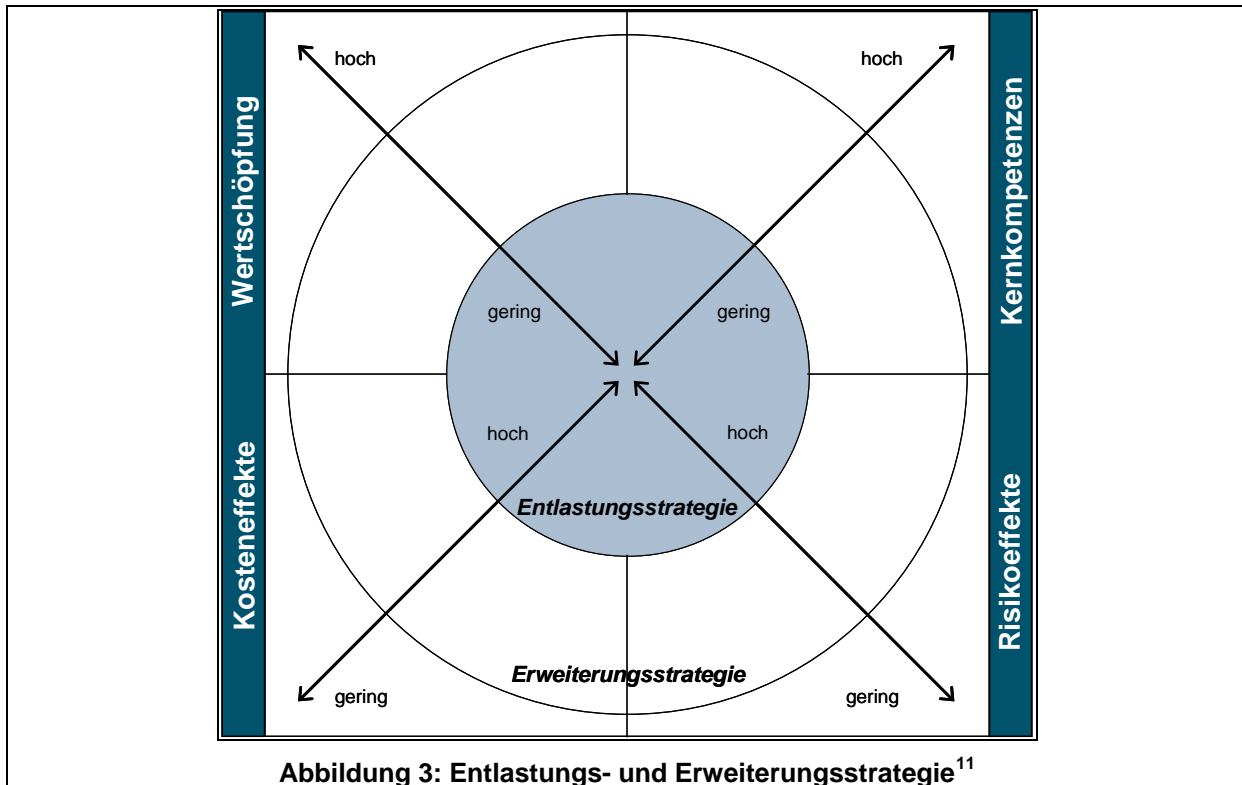 hoch
hoch
Wertschöpfung
Kernkompetenzen
gering
gering
hoch
hoch
Kosteneffekte
Risikoeffekte
Entlastungsstrategie
Erweiterungsstrategie
gering
gering
Abbildung 3: Entlastungs- und Erweiterungsstrategie11